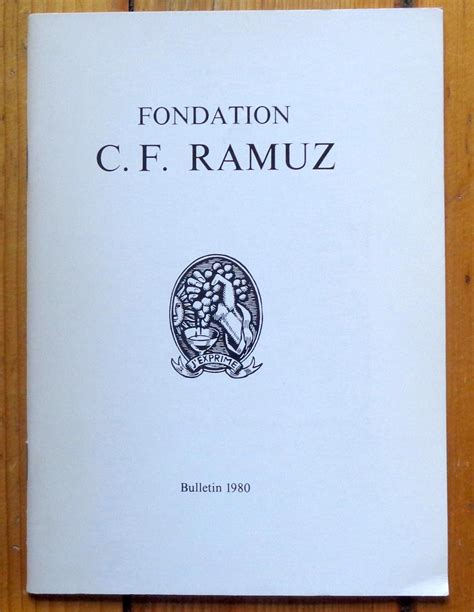 FONDATION
C. F. RAMUZ
J'EXPRIME
Bulletin 1980